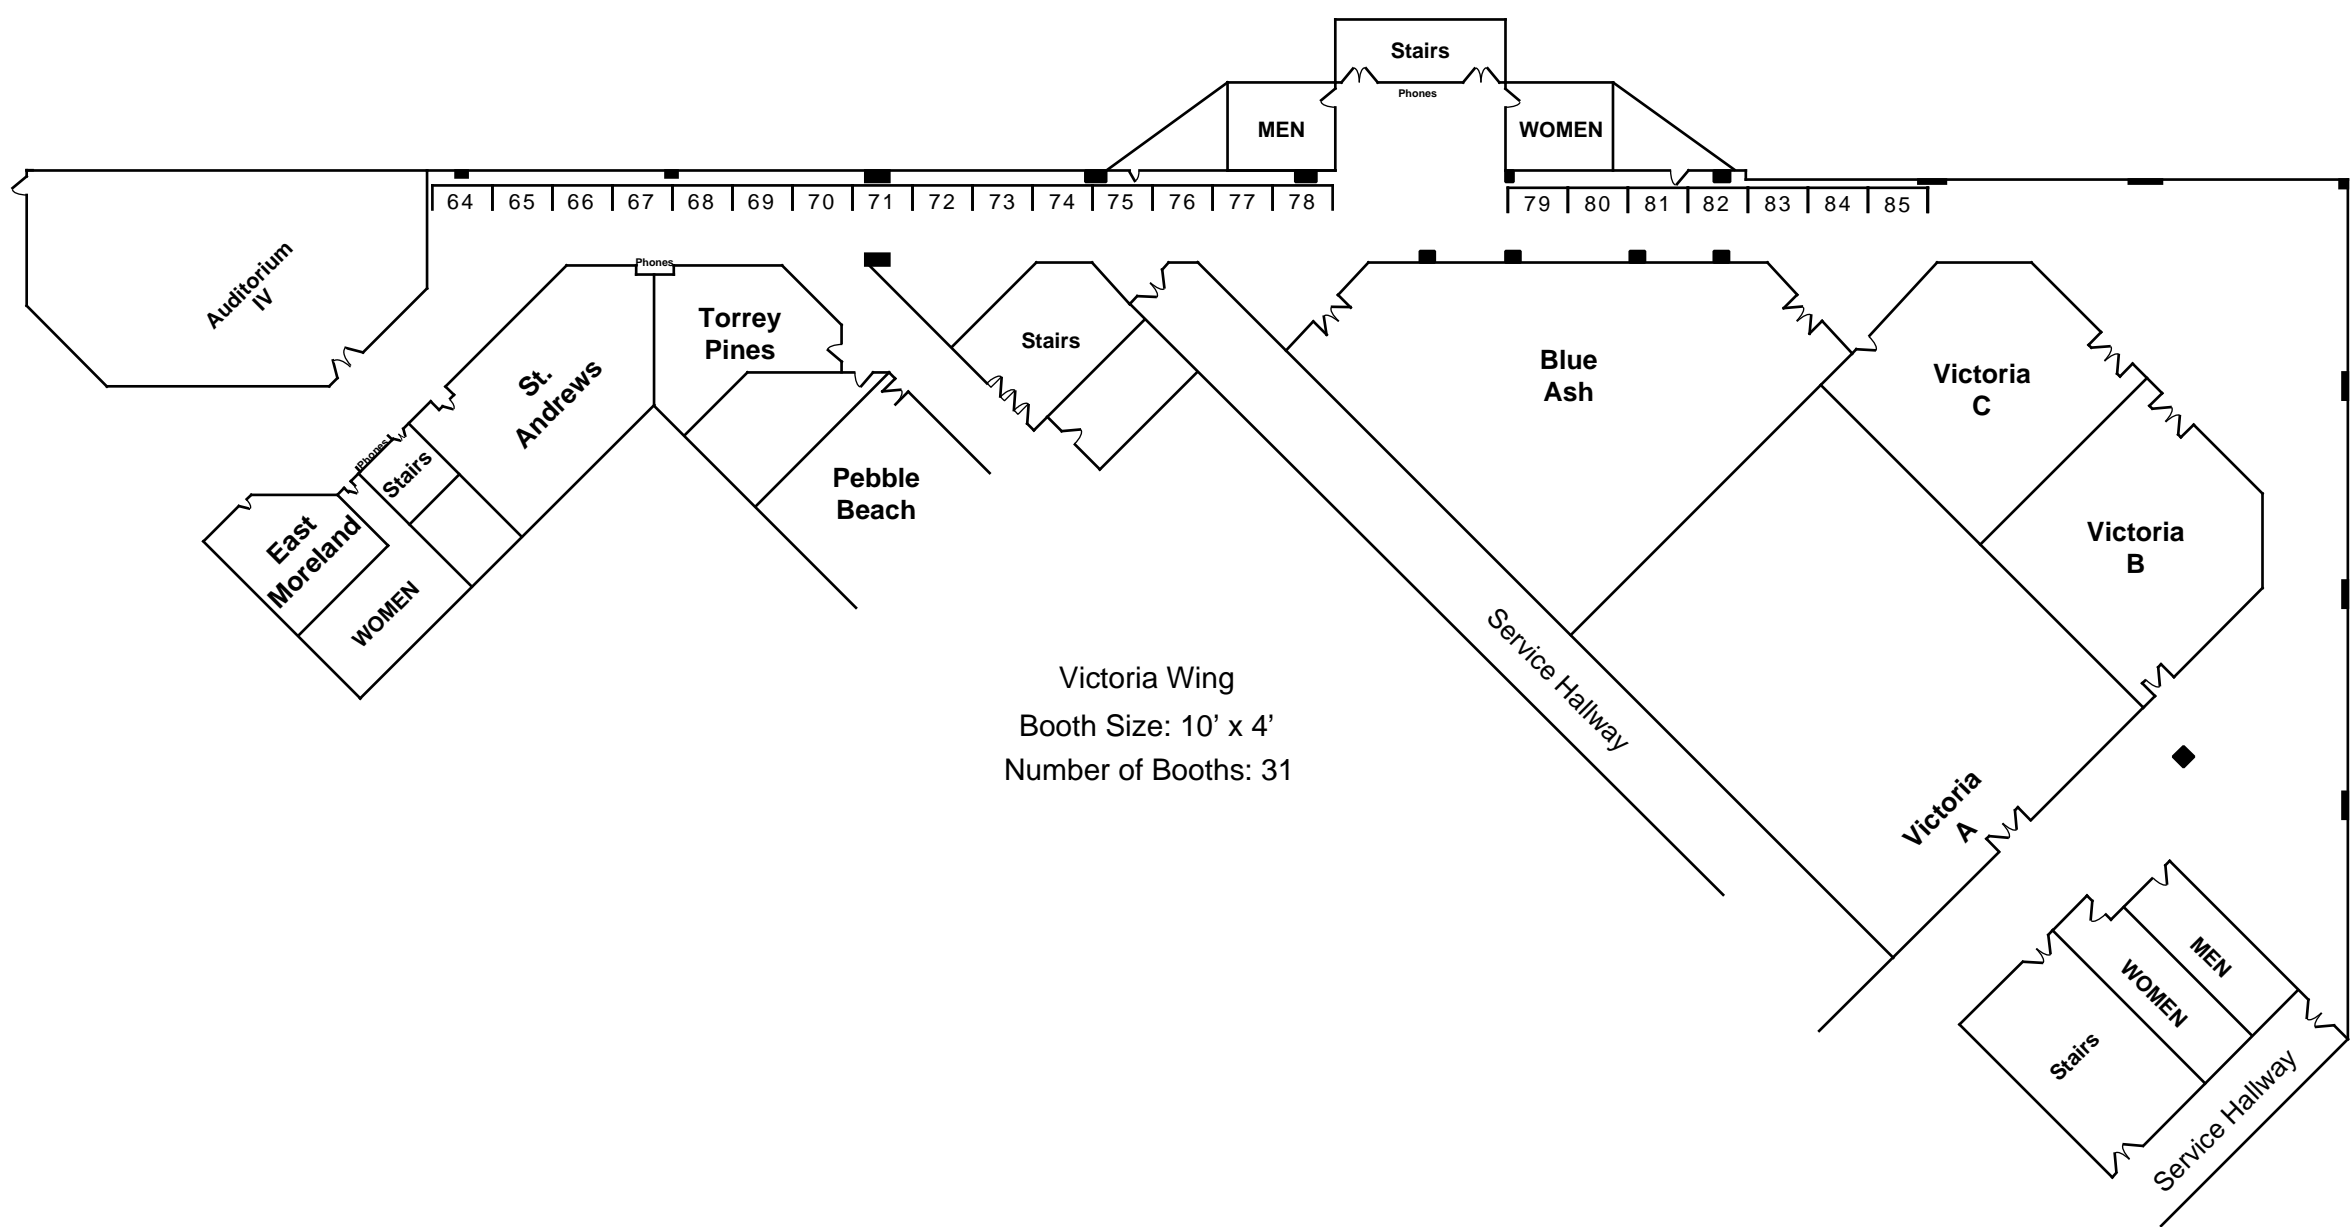 Stairs
Phones
MEN
WOMEN
64 65 66 67 68 69 70 71 72 73 74 75 76 77 78
79 80 81 82 83 84 85
Auditorium
IV
Phones
Torrey
Pines
St.
Andrews
Stairs
Blue
Ash
Victoria
C
Phones
Stairs
Pebble
Beach
East
Moreland
WOMEN
Victoria
B
Service Hallway
Victoria Wing
Booth Size: 10’ x 4’
Number of Booths: 31
Victoria
A
MEN
WOMEN
Stairs
Service Hallway